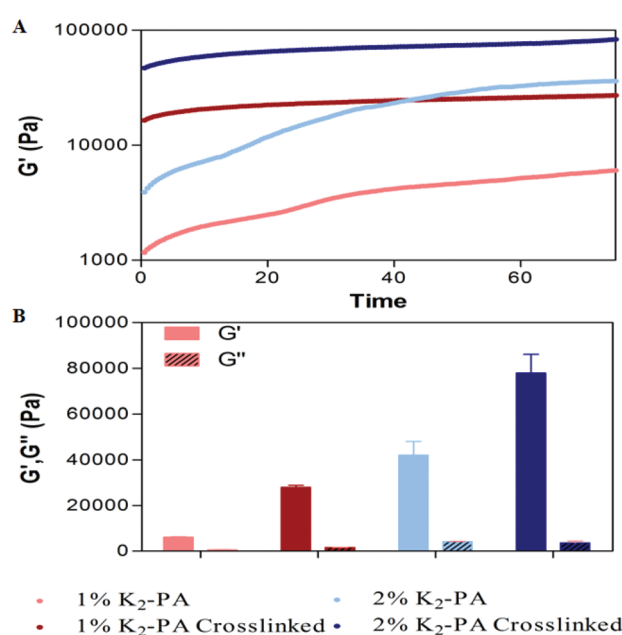 A
100000
10000
1000
G' (Pa)
0 20 40 60
Time
B
100000
80000
60000
40000
20000
0
G',G'' (Pa)
G'
G''
1% K₂-PA
2% K₂-PA
1% K₂-PA Crosslinked
2% K₂-PA Crosslinked